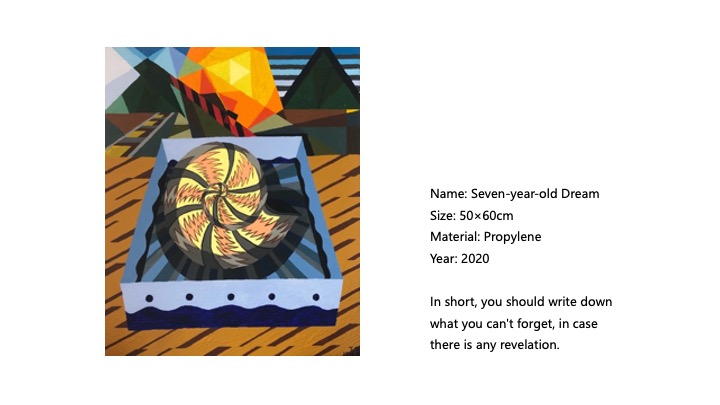 Name: Seven-year-old Dream
Size: 50×60cm
Material: Propylene
Year: 2020
In short, you should write down
what you can't forget, in case
there is any revelation.